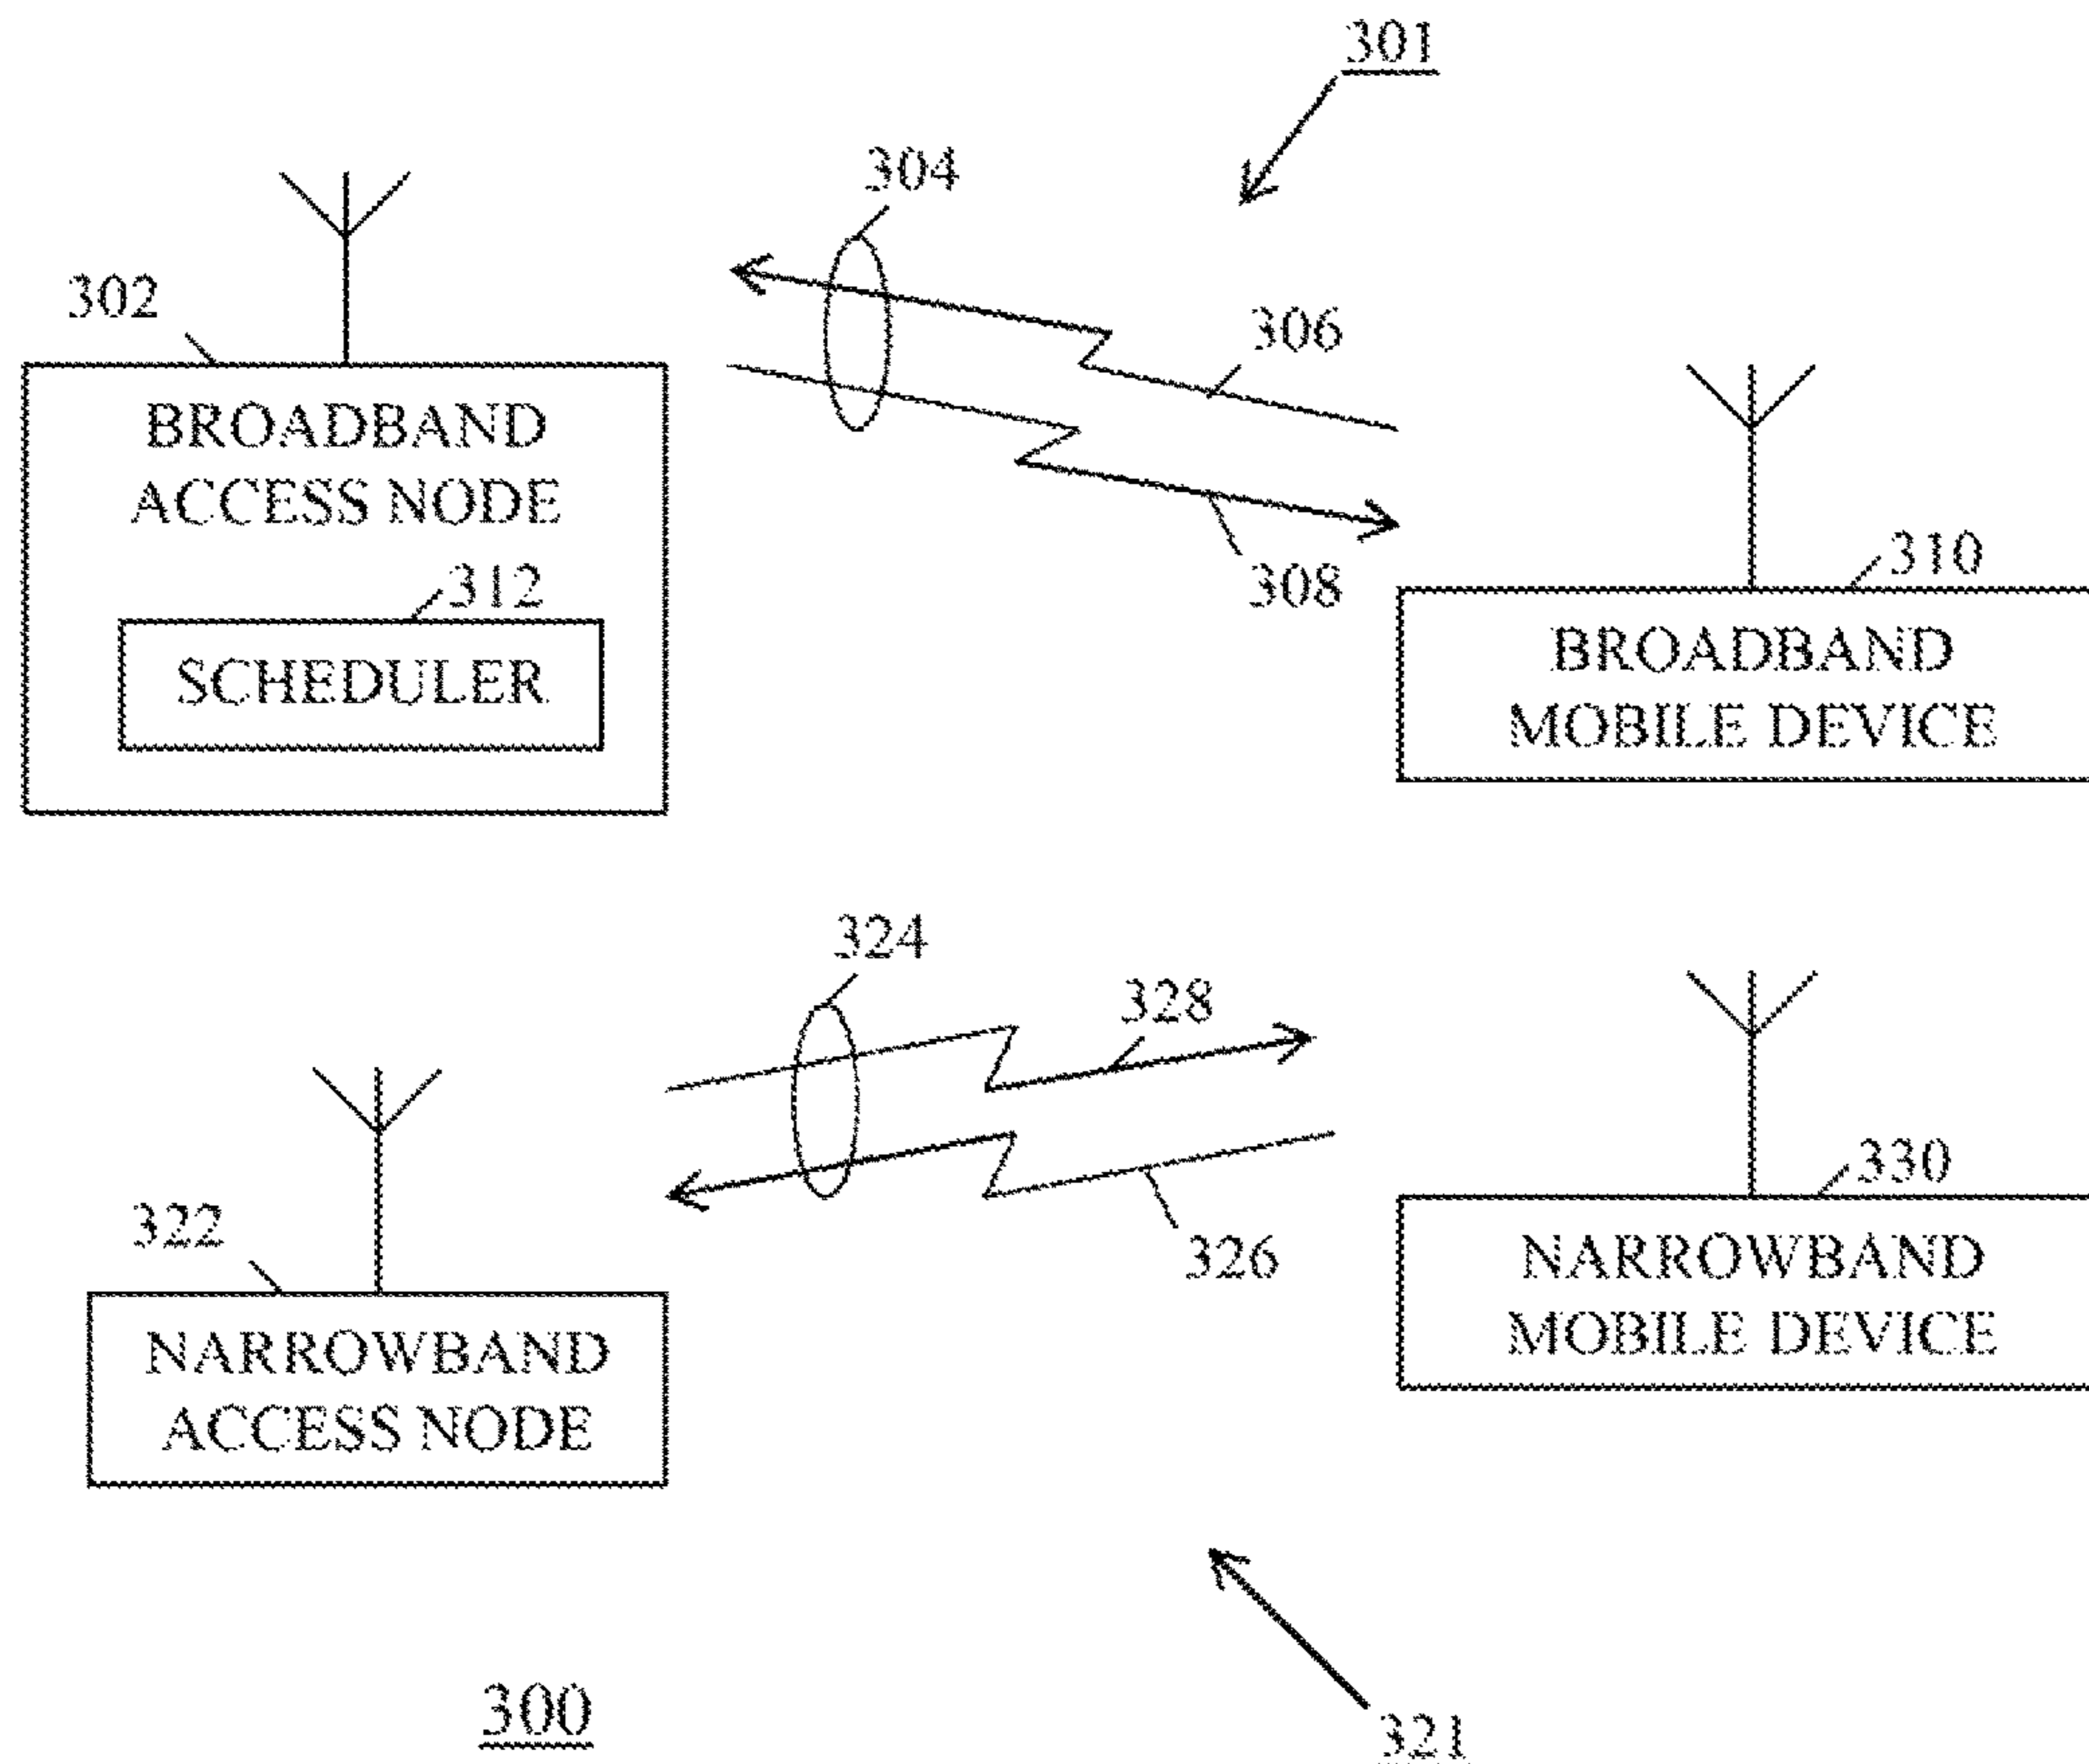 301
304
302
306
BROADBAND
ACCESS NODE
308
310
312
SCHEDULER
BROADBAND
MOBILE DEVICE
324
328
330
322
326
NARROWBAND
MOBILE DEVICE
NARROWBAND
ACCESS NODE
300
321